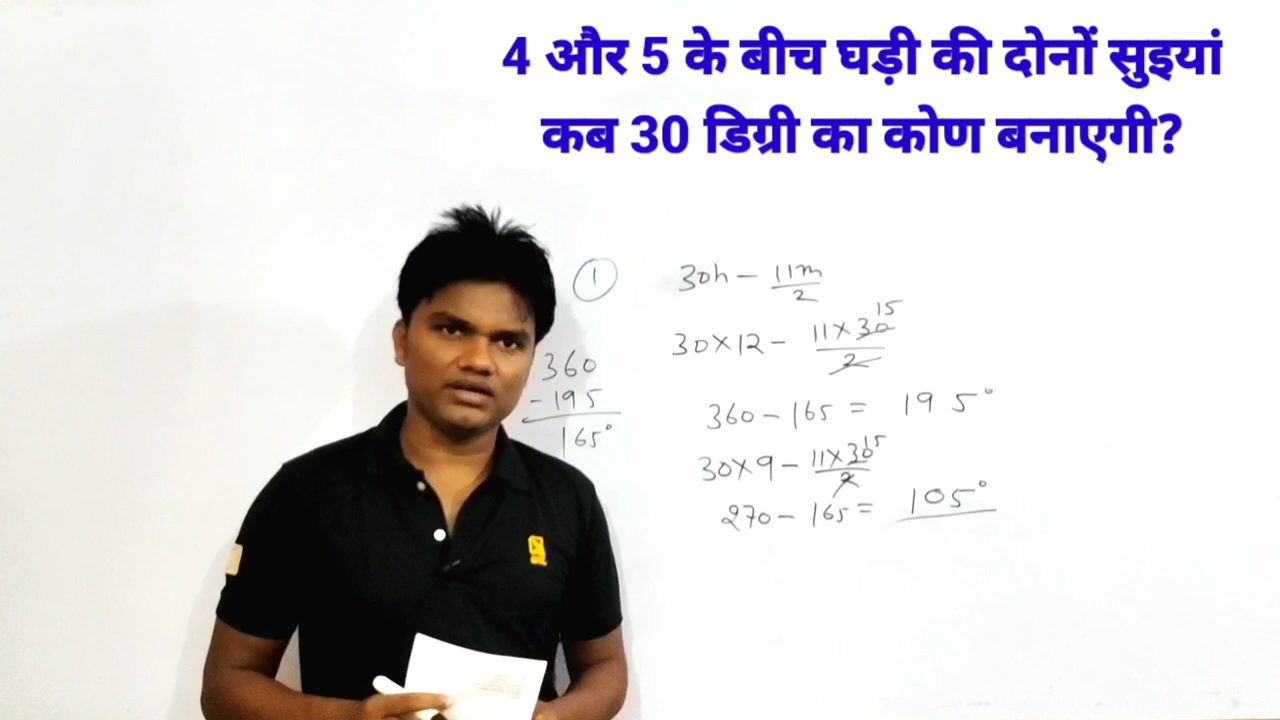 4 और 5 के बीच घड़ी की दोनों सुइयां
कब 30 डिग्री का कोण बनाएगी?
1
30h - 11m/2
30×12 - 11×30/2 15
360 - 165 = 195°
30×9 - 11×30/2 15
270 - 165 = 105°
360
-195
165°